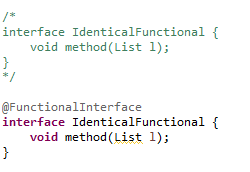 /*
interface IdenticalFunctional {
    void method(List l);
}
*/

@FunctionalInterface
interface IdenticalFunctional {
    void method(List l);
}